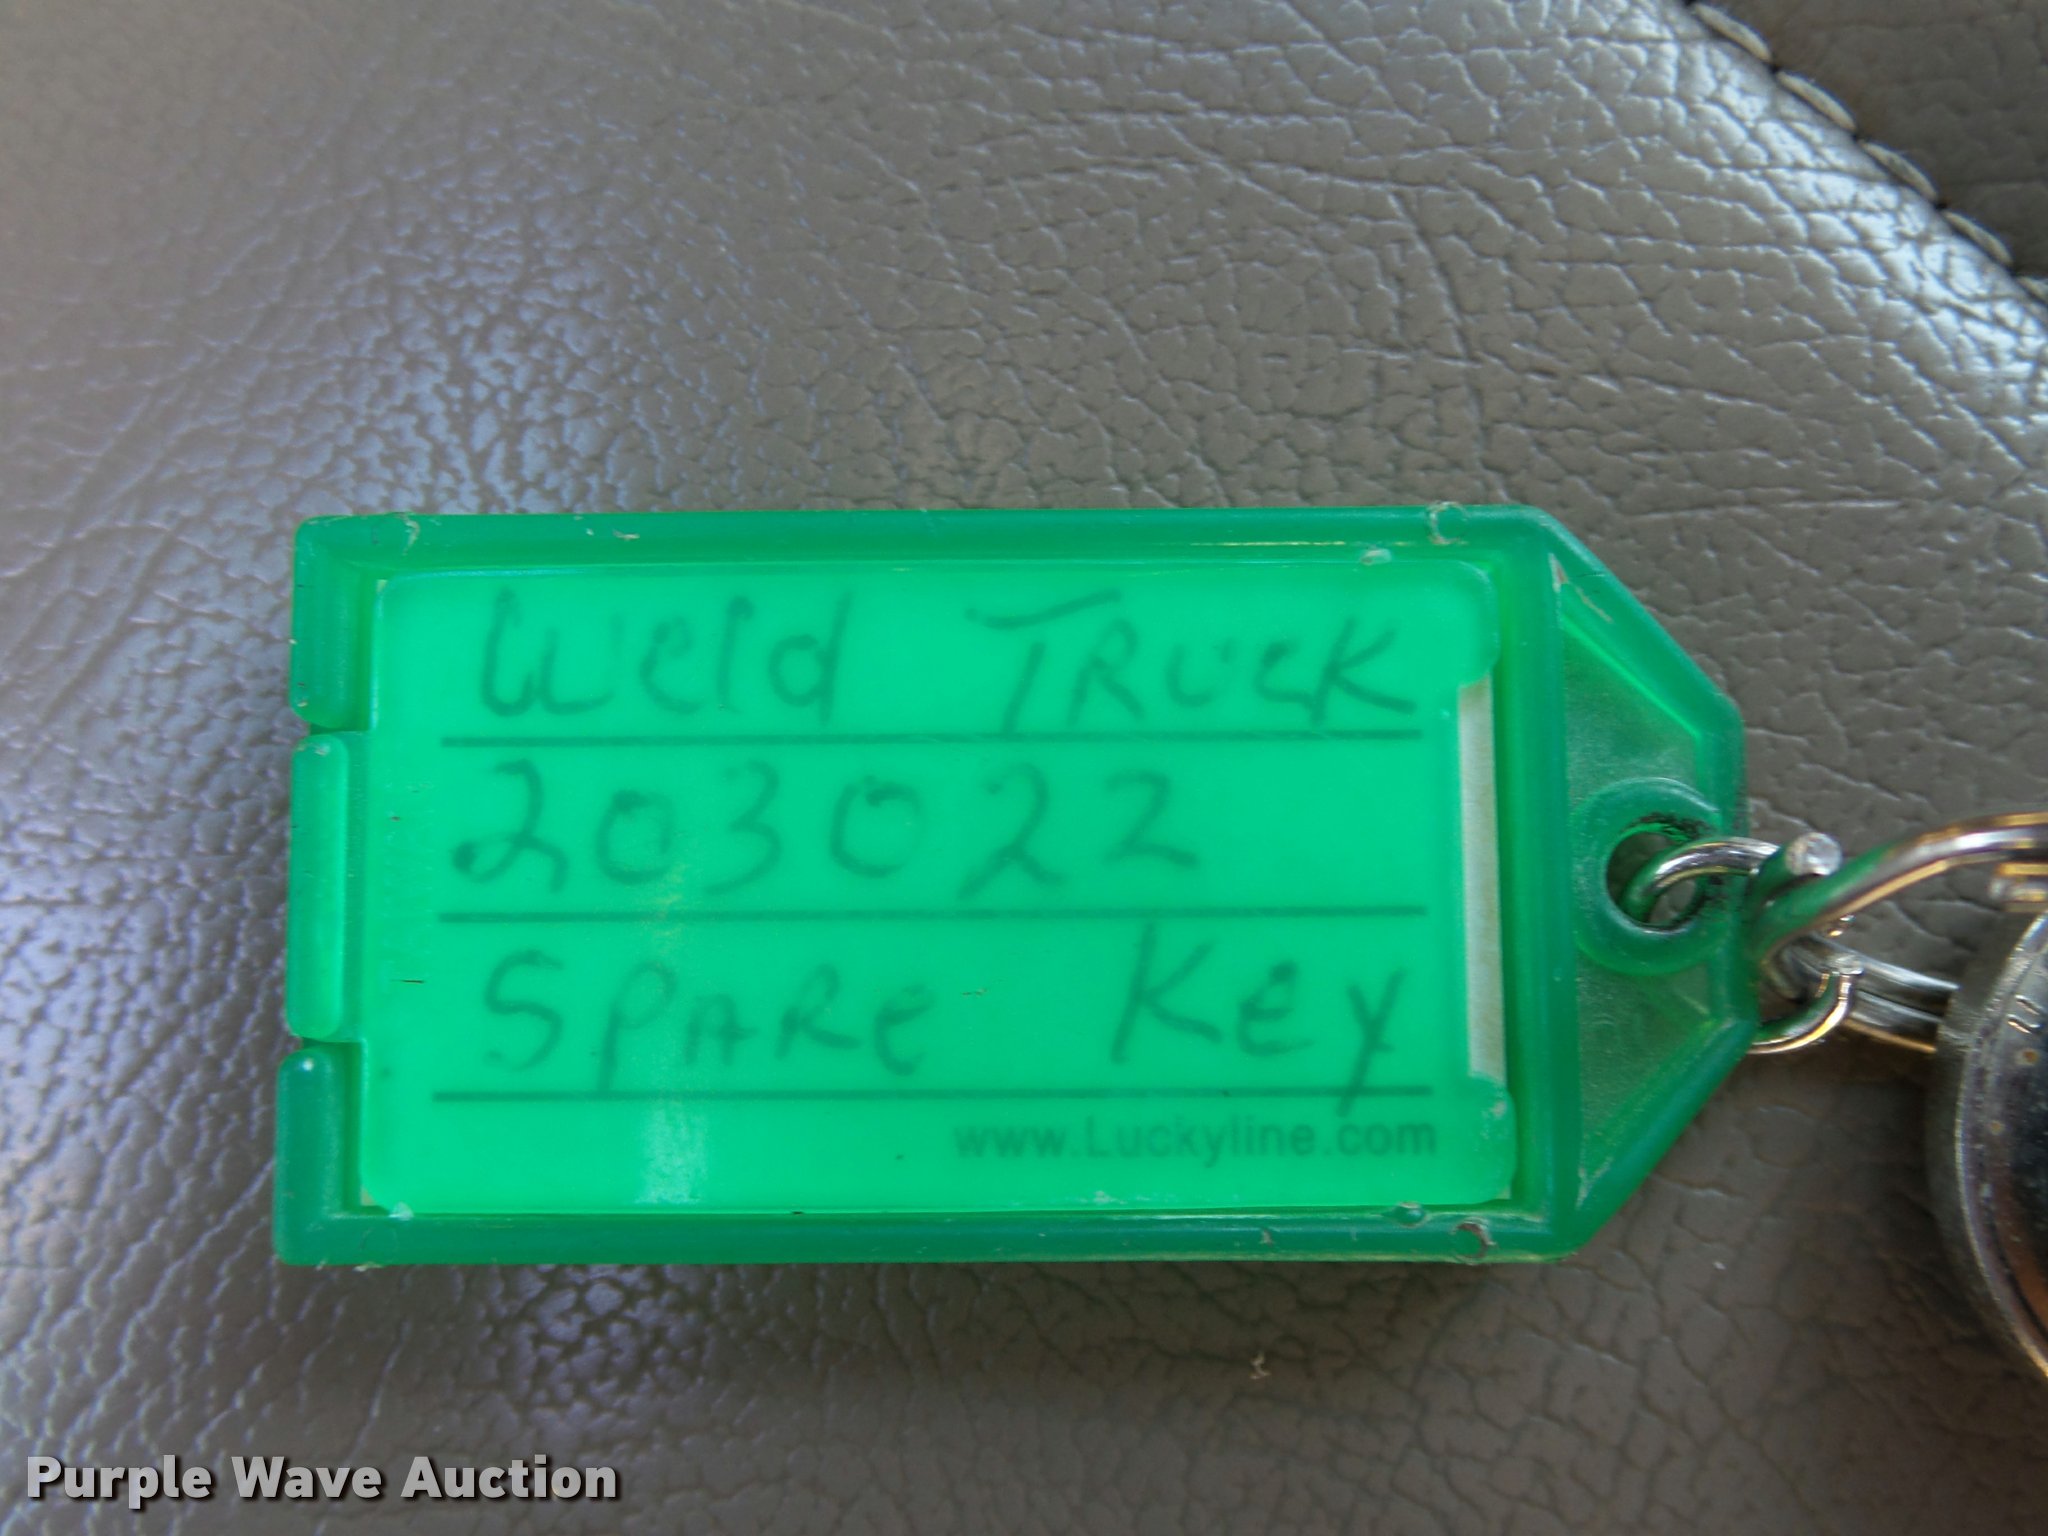 Weld TRUCK
203022
SPARe KEY
www.Luckyline.com
Purple Wave Auction